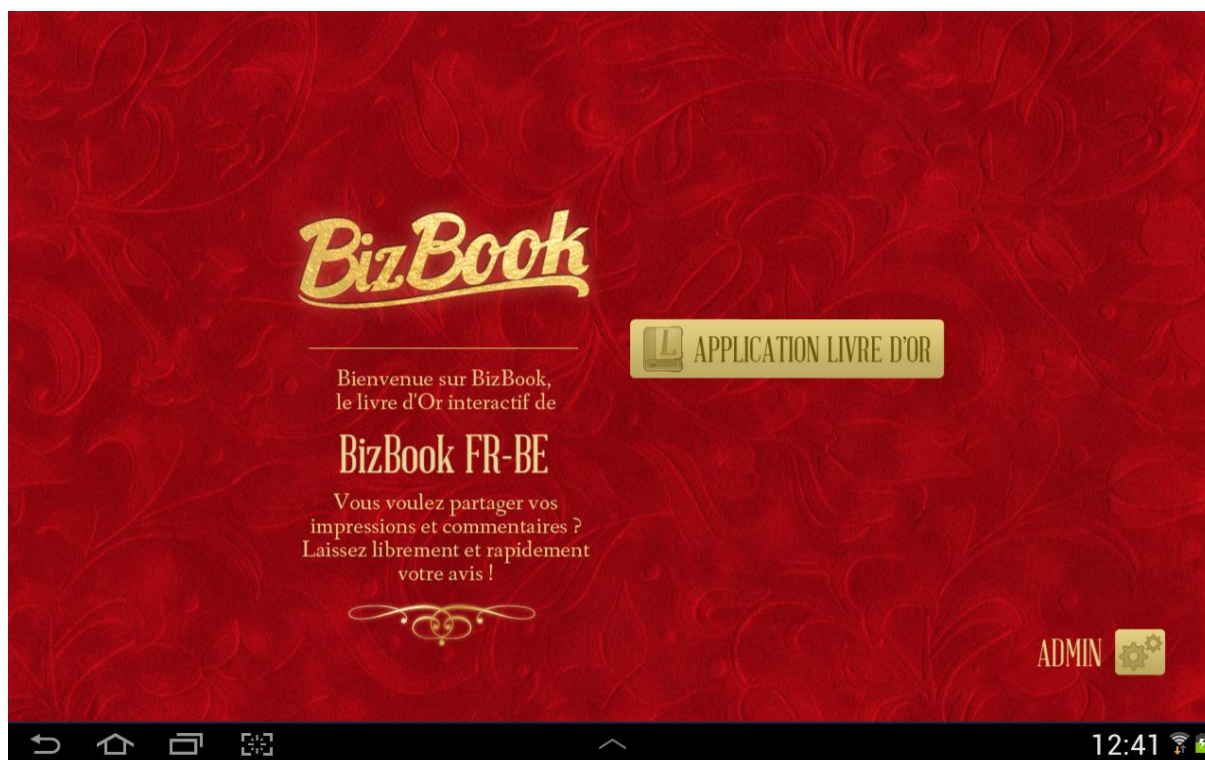 BizBook
Bienvenue sur BizBook,
le livre d'Or interactif de
BizBook FR-BE
Vous voulez partager vos
impressions et commentaires ?
Laissez librement et rapidement
votre avis !
L APPLICATION LIVRE D'OR
ADMIN
12:41